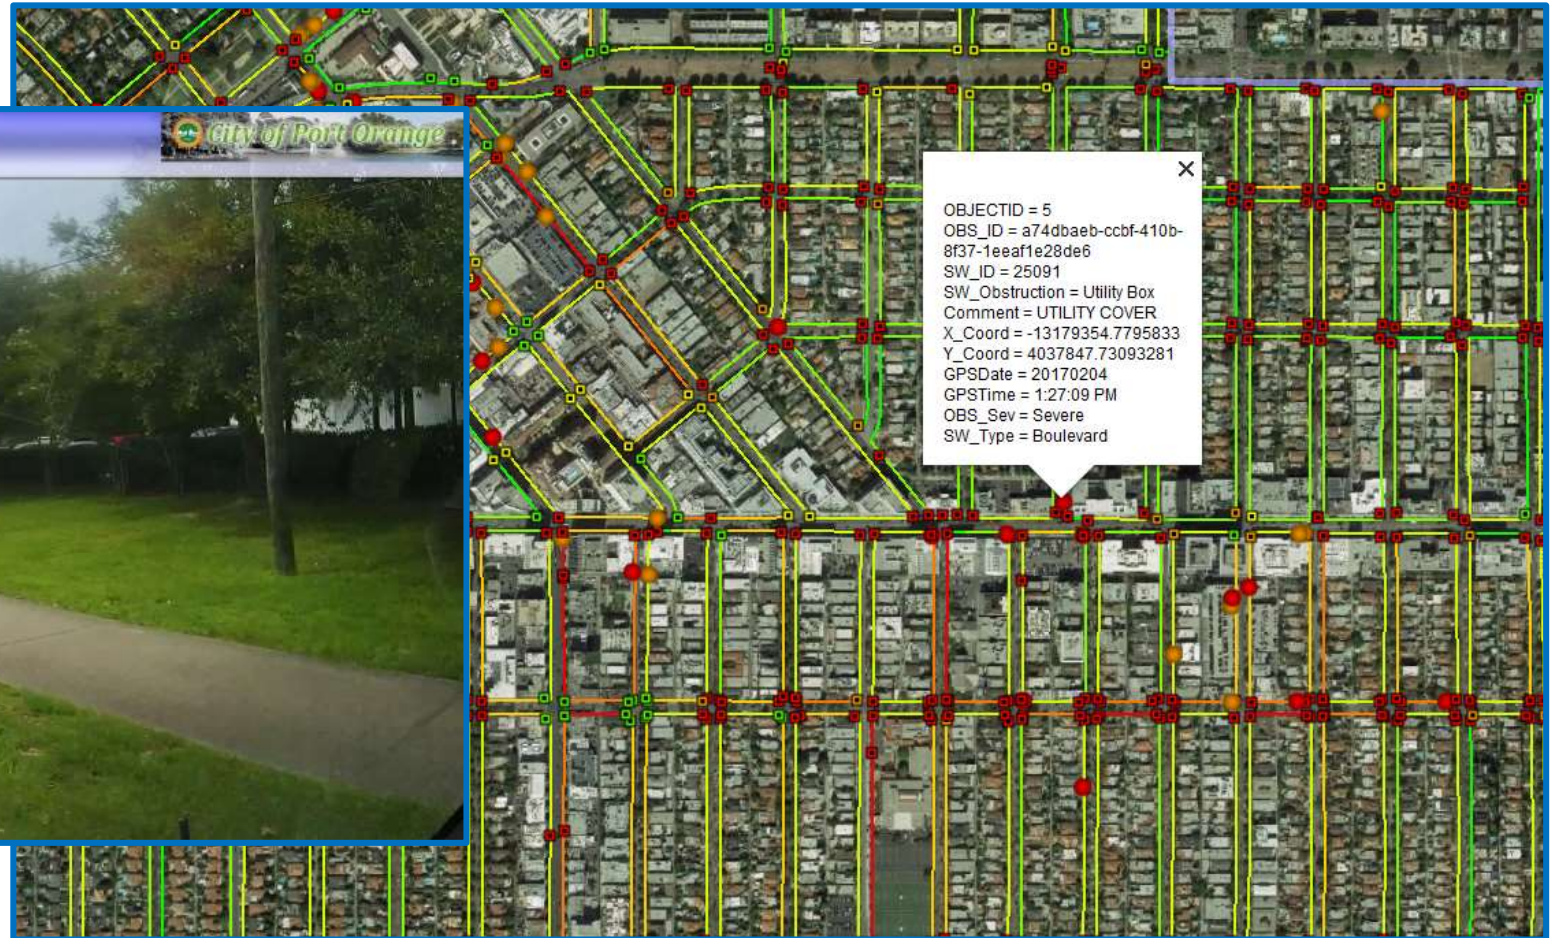 City of Port Orange
✕
OBJECTID = 5
OBS_ID = a74dbaeb-ccbf-410b-
8f37-1eeaf1e28de6
SW_ID = 25091
SW_Obstruction = Utility Box
Comment = UTILITY COVER
X_Coord = -13179354.7795833
Y_Coord = 4037847.73093281
GPSDate = 20170204
GPSTime = 1:27:09 PM
OBS_Sev = Severe
SW_Type = Boulevard